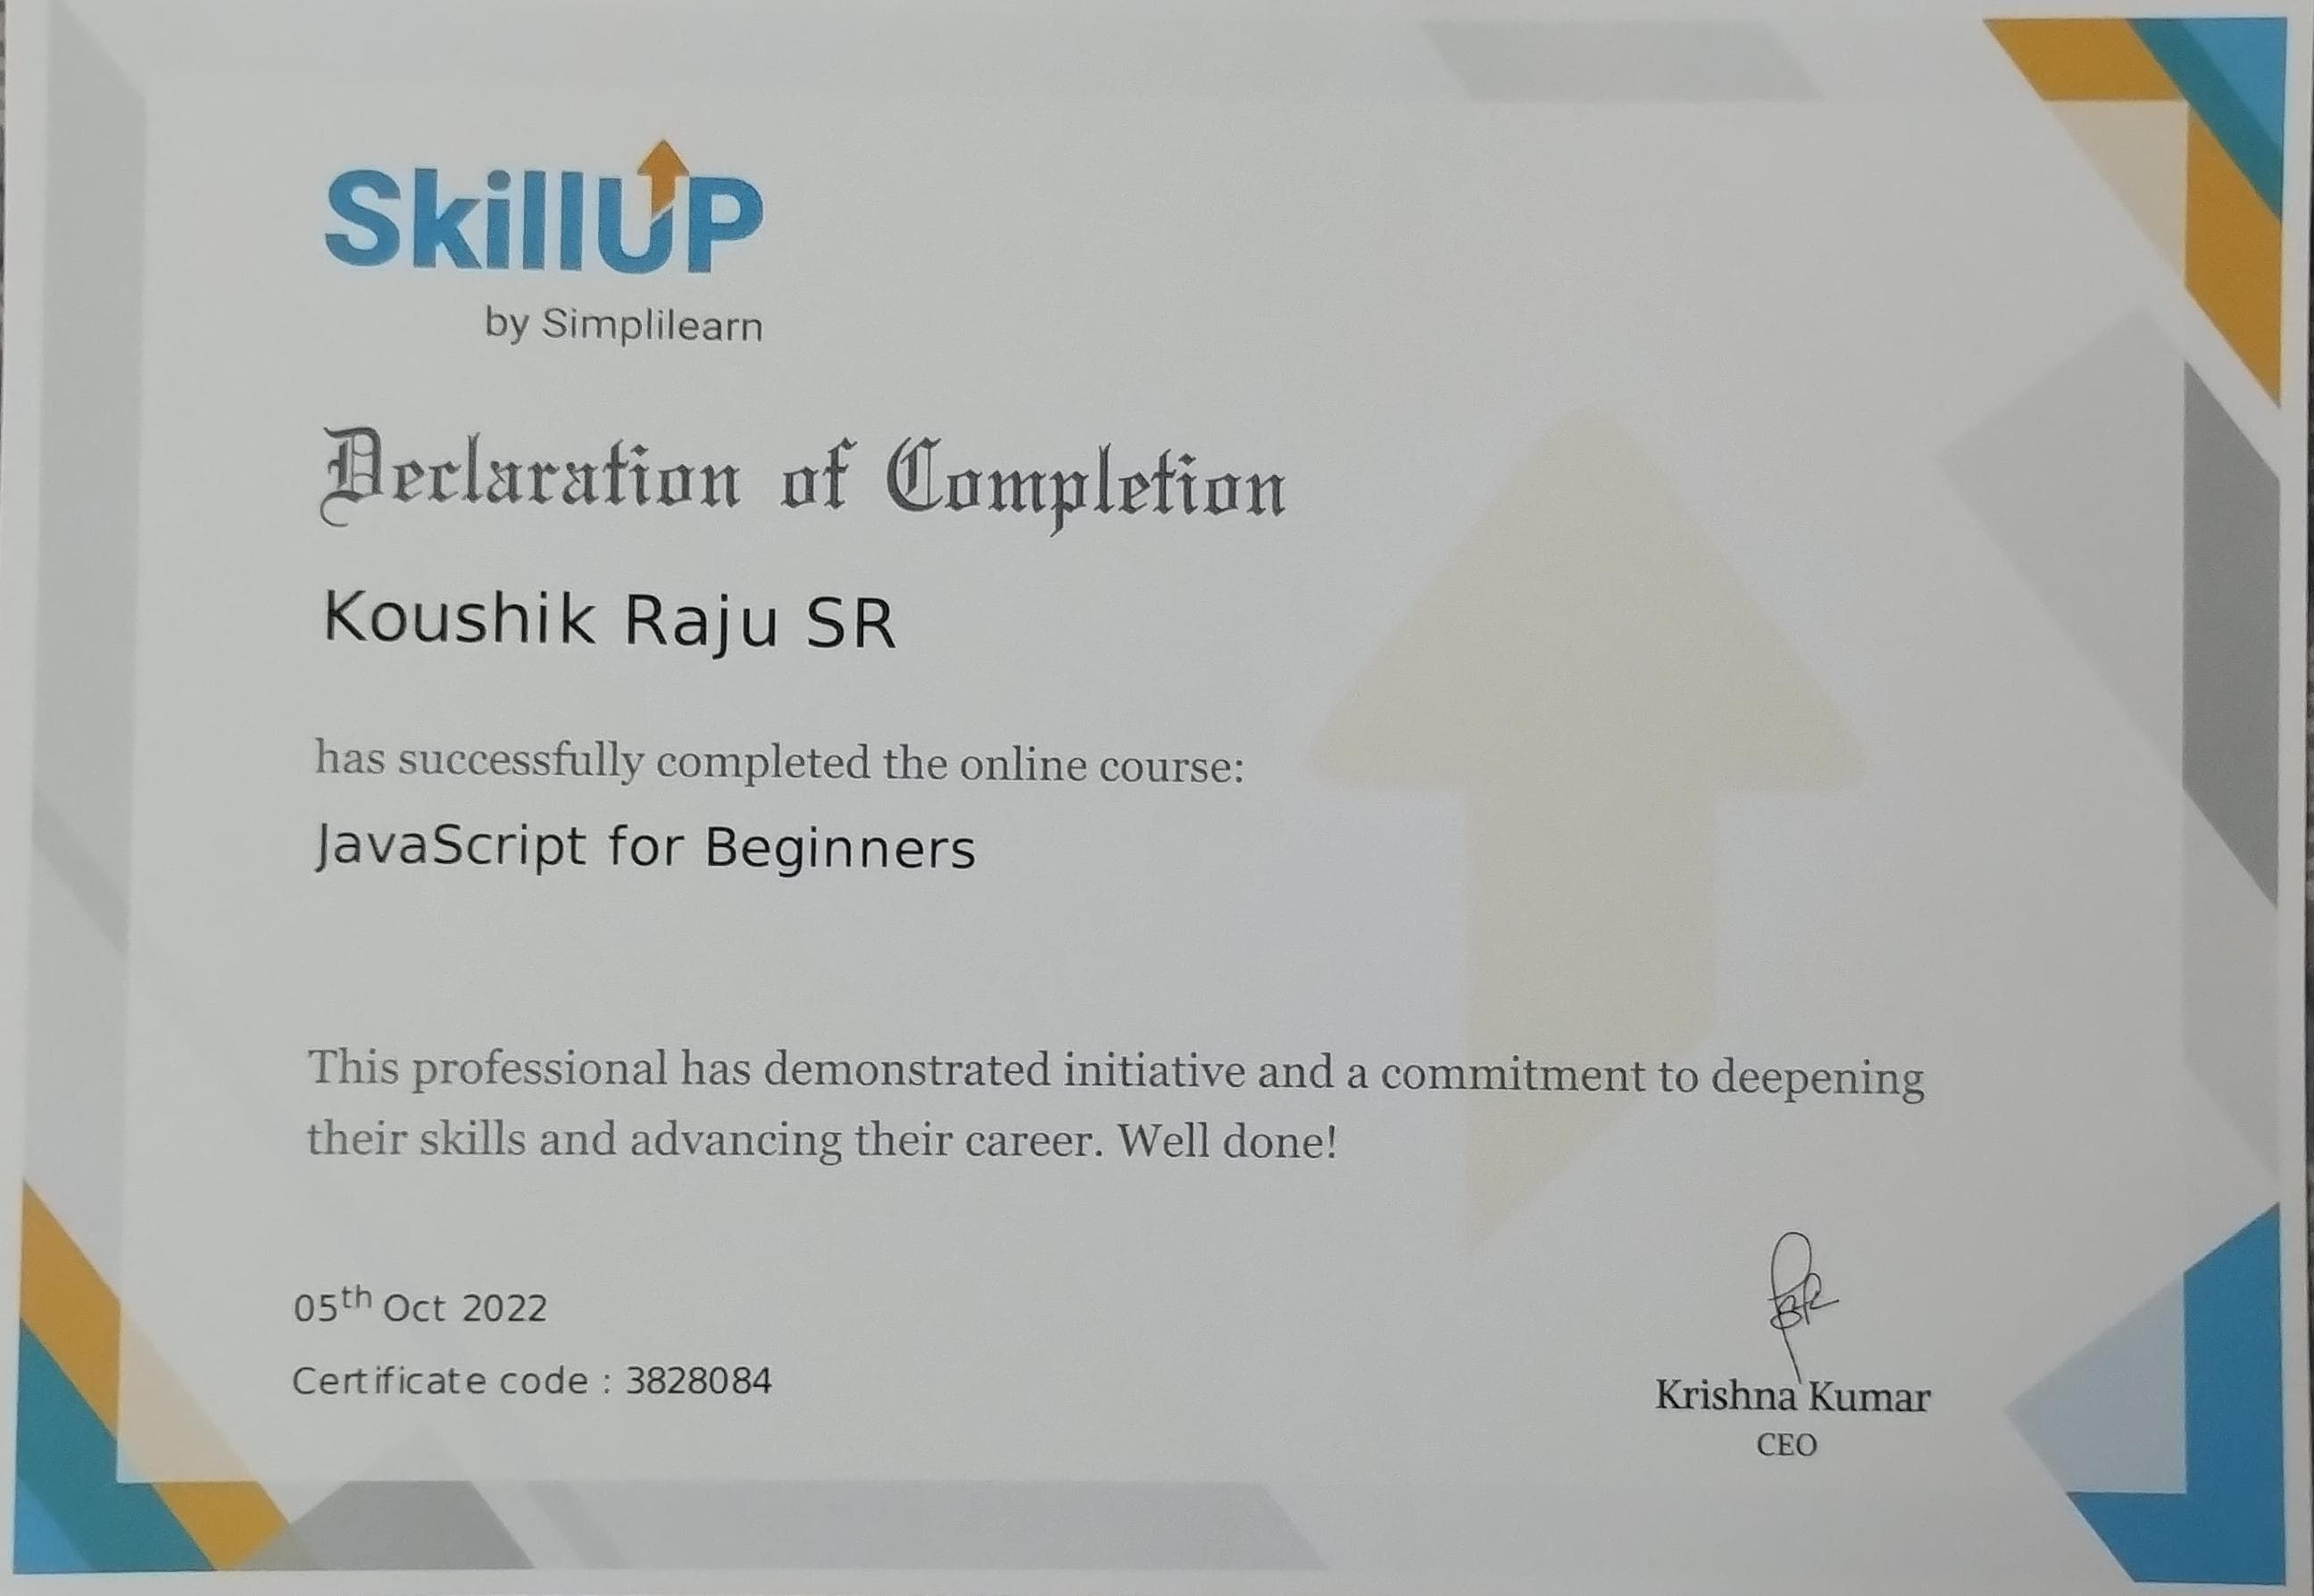 SkillUP
by Simplilearn
Declaration of Completion
Koushik Raju SR
has successfully completed the online course:
JavaScript for Beginners
This professional has demonstrated initiative and a commitment to deepening
their skills and advancing their career. Well done!
05th Oct 2022
Certificate code : 3828084
Krishna Kumar
CEO